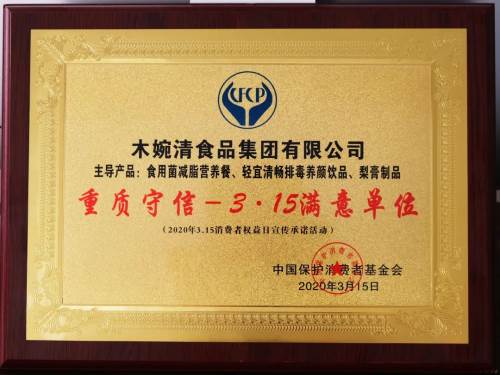 CFCP
木婉清食品集团有限公司
主导产品：食用菌减脂营养餐、轻宜清畅排毒养颜饮品、梨膏制品
重质守信－3·15满意单位
（2020年3.15消费者权益日宣传承诺活动）
中国保护消费者基金会
2020年3月15日